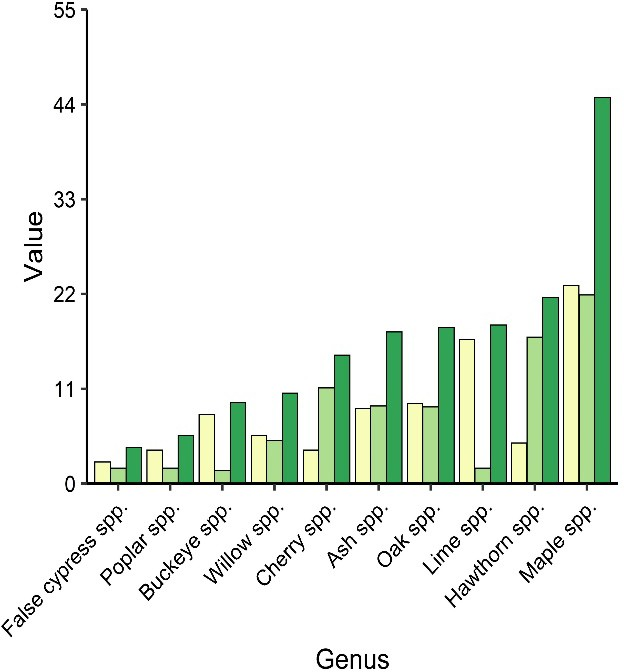 55
44
33
22
11
0
Value
False cypress spp.
Poplar spp.
Buckeye spp.
Willow spp.
Cherry spp.
Ash spp.
Oak spp.
Lime spp.
Hawthorn spp.
Maple spp.
Genus